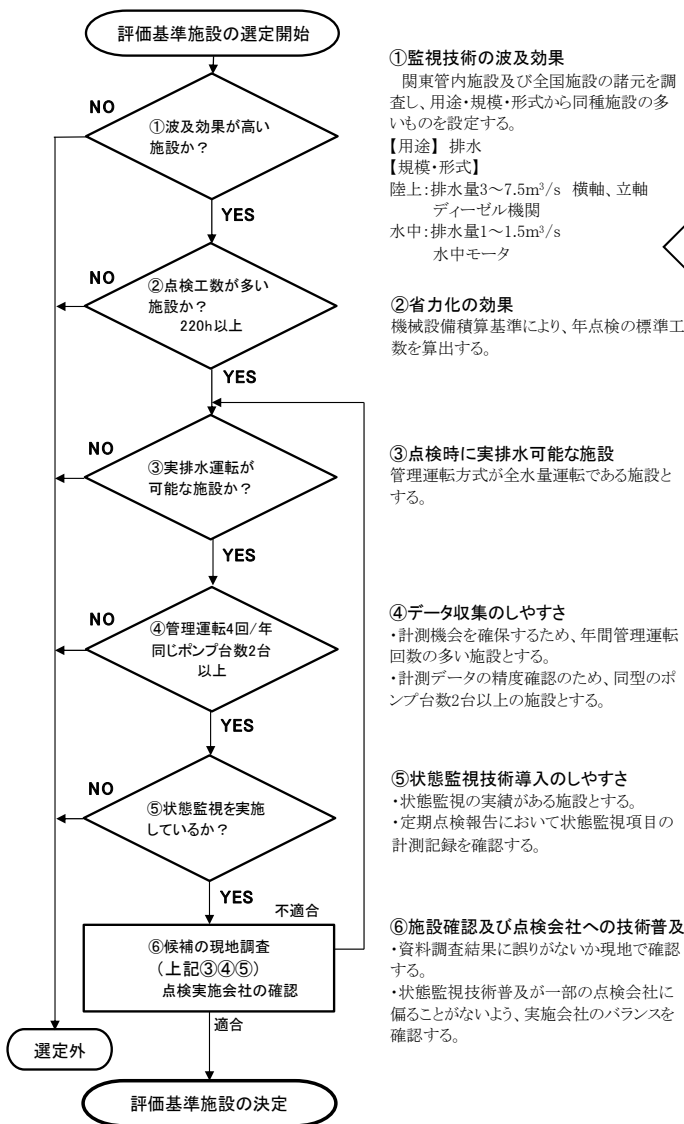 評価基準施設の選定開始
NO
①波及効果が高い
施設か？
YES
NO
②点検工数が多い
施設か？
220h以上
YES
NO
③実排水運転が
可能な施設か？
YES
NO
④管理運転4回/年
同じポンプ台数2台
以上
YES
NO
⑤状態監視を実施
しているか？
YES
不適合
⑥候補の現地調査
（上記③④⑤）
点検実施会社の確認
適合
選定外
評価基準施設の決定
①監視技術の波及効果
関東管内施設及び全国施設の諸元を調
査し、用途・規模・形式から同種施設の多
いものを設定する。
【用途】 排水
【規模・形式】
陸上：排水量3～7.5m³/s 横軸、立軸
ディーゼル機関
水中：排水量1～1.5m³/s
水中モータ
②省力化の効果
機械設備積算基準により、年点検の標準工
数を算出する。
③点検時に実排水可能な施設
管理運転方式が全水量運転である施設と
する。
④データ収集のしやすさ
・計測機会を確保するため、年間管理運転
回数の多い施設とする。
・計測データの精度確認のため、同型のポ
ンプ台数2台以上の施設とする。
⑤状態監視技術導入のしやすさ
・状態監視の実績がある施設とする。
・定期点検報告において状態監視項目の
計測記録を確認する。
⑥施設確認及び点検会社への技術普及
・資料調査結果に誤りがないか現地で確認
する。
・状態監視技術普及が一部の点検会社に
偏ることがないよう、実施会社のバランスを
確認する。